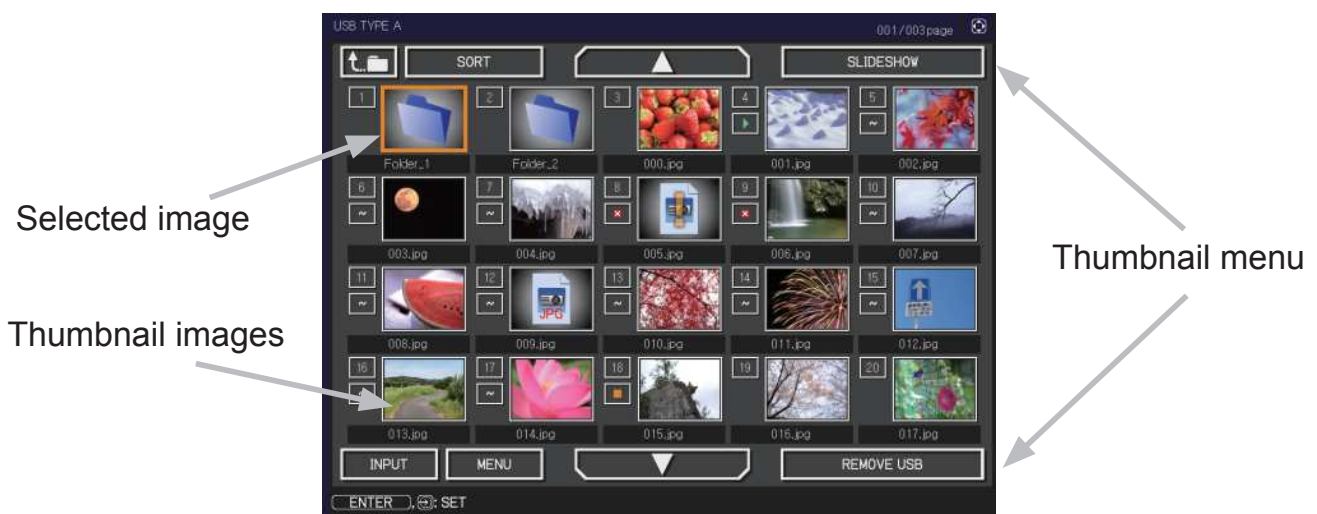 USB TYPE A 001/003page
SORT SLIDESHOW
1 2 3 4 5
Folder_1 Folder_2 000.jpg 001.jpg 002.jpg
6 7 8 9 10
Selected image
003.jpg 004.jpg 005.jpg 006.jpg 007.jpg
Thumbnail menu
11 12 13 14 15
JPG
Thumbnail images
008.jpg 009.jpg 010.jpg 011.jpg 012.jpg
16 17 18 19 20
013.jpg 014.jpg 015.jpg 016.jpg 017.jpg
INPUT MENU REMOVE USB
ENTER , : SET